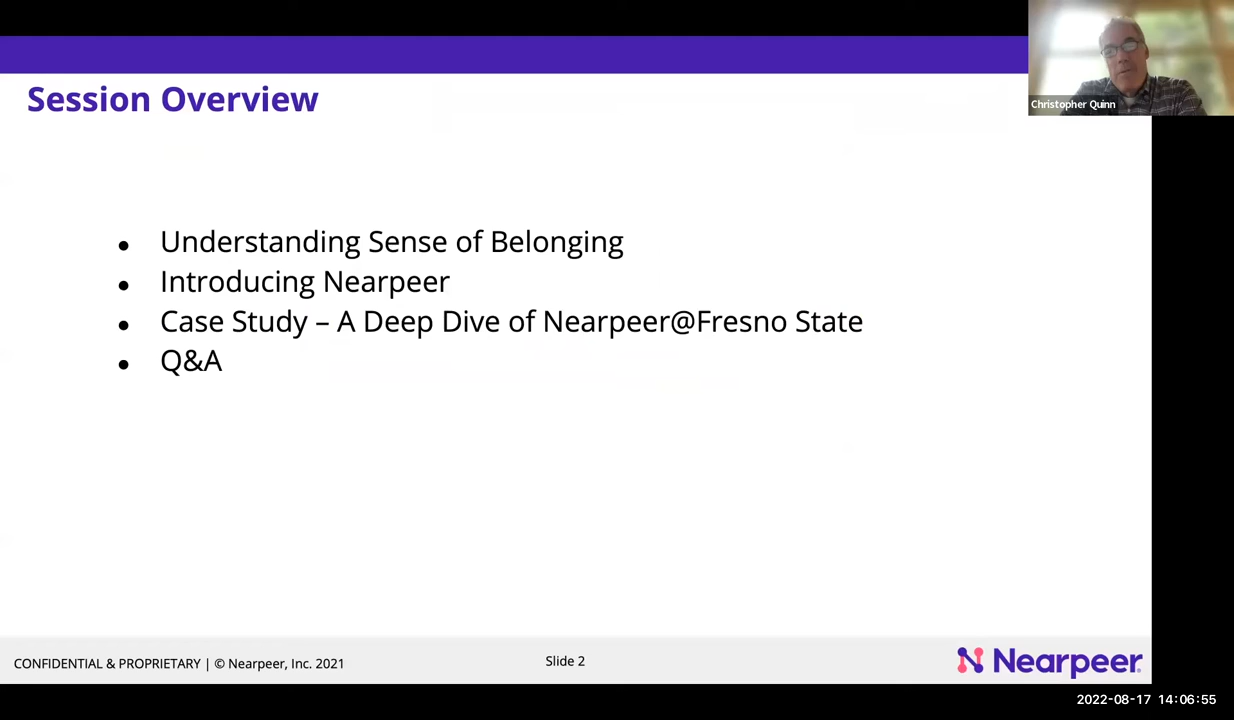 Session Overview
Christopher Quinn
● Understanding Sense of Belonging
● Introducing Nearpeer
● Case Study – A Deep Dive of Nearpeer@Fresno State
● Q&A
CONFIDENTIAL & PROPRIETARY | © Nearpeer, Inc. 2021
Slide 2
Nearpeer
2022-08-17 14:06:55